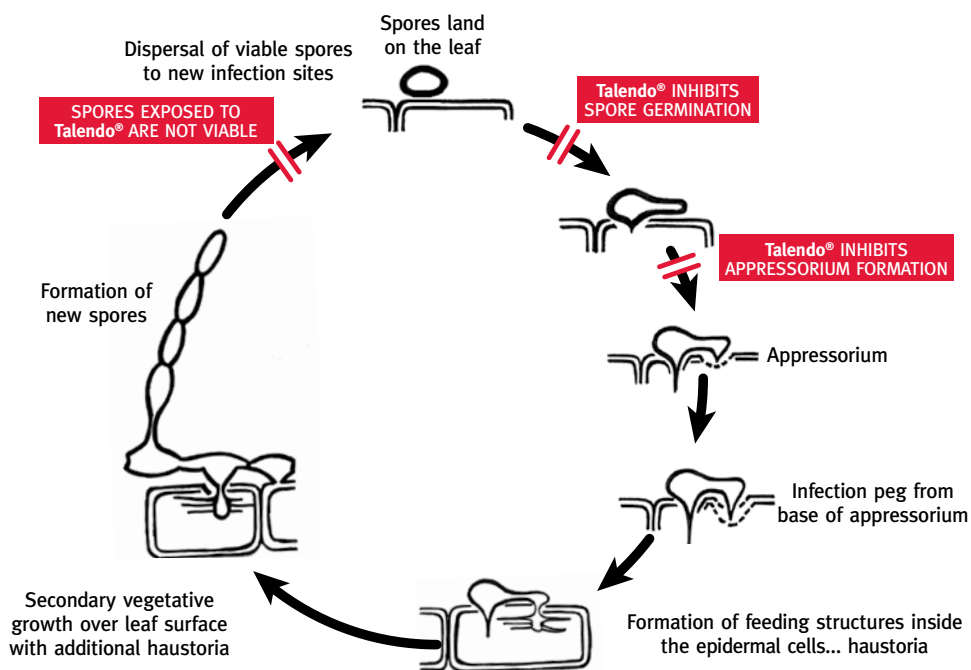 Spores land
on the leaf
Dispersal of viable spores
to new infection sites
SPORES EXPOSED TO
Talendo® ARE NOT VIABLE
Talendo® INHIBITS
SPORE GERMINATION
Talendo® INHIBITS
APPRESSORIUM FORMATION
Formation of
new spores
Appressorium
Infection peg from
base of appressorium
Secondary vegetative
growth over leaf surface
with additional haustoria
Formation of feeding structures inside
the epidermal cells... haustoria